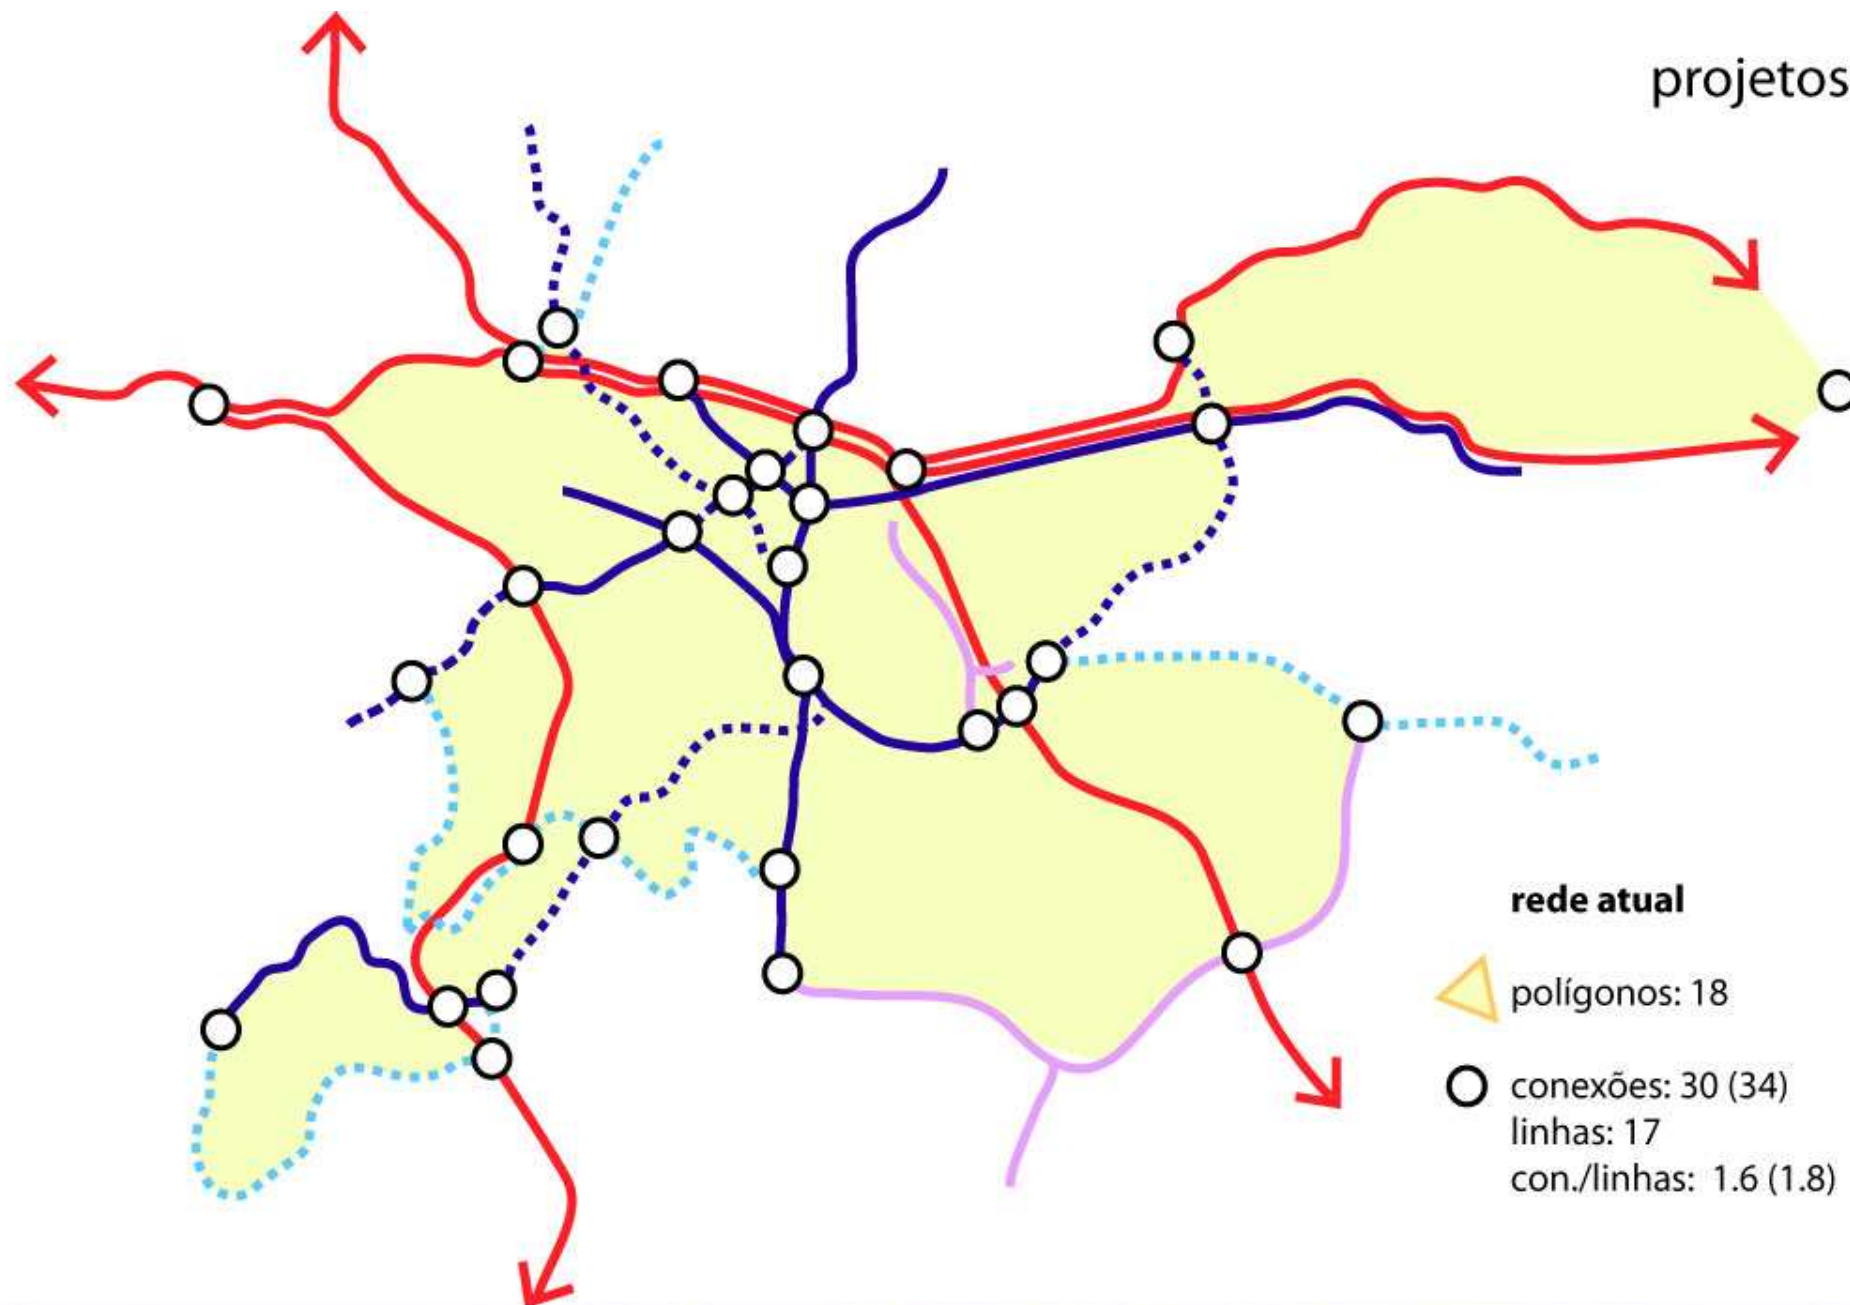 projetos
rede atual
polígonos: 18
conexões: 30 (34)
linhas: 17
con./linhas: 1.6 (1.8)